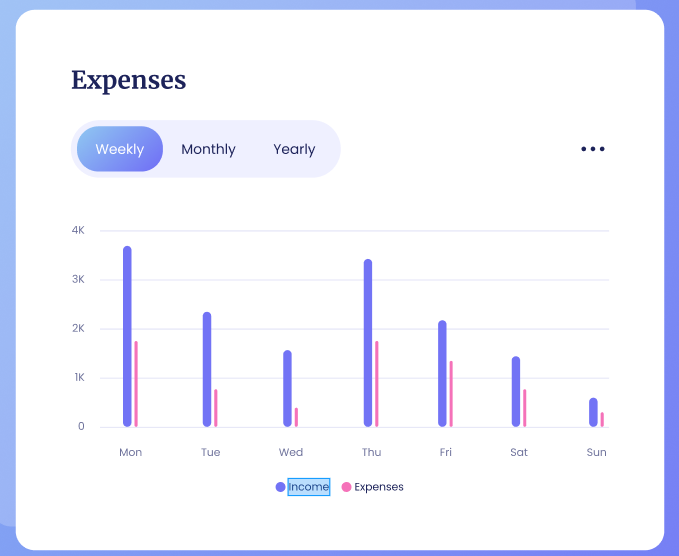 Expenses
Weekly Monthly Yearly
4K
3K
2K
1K
0
Mon Tue Wed Thu Fri Sat Sun
Income Expenses